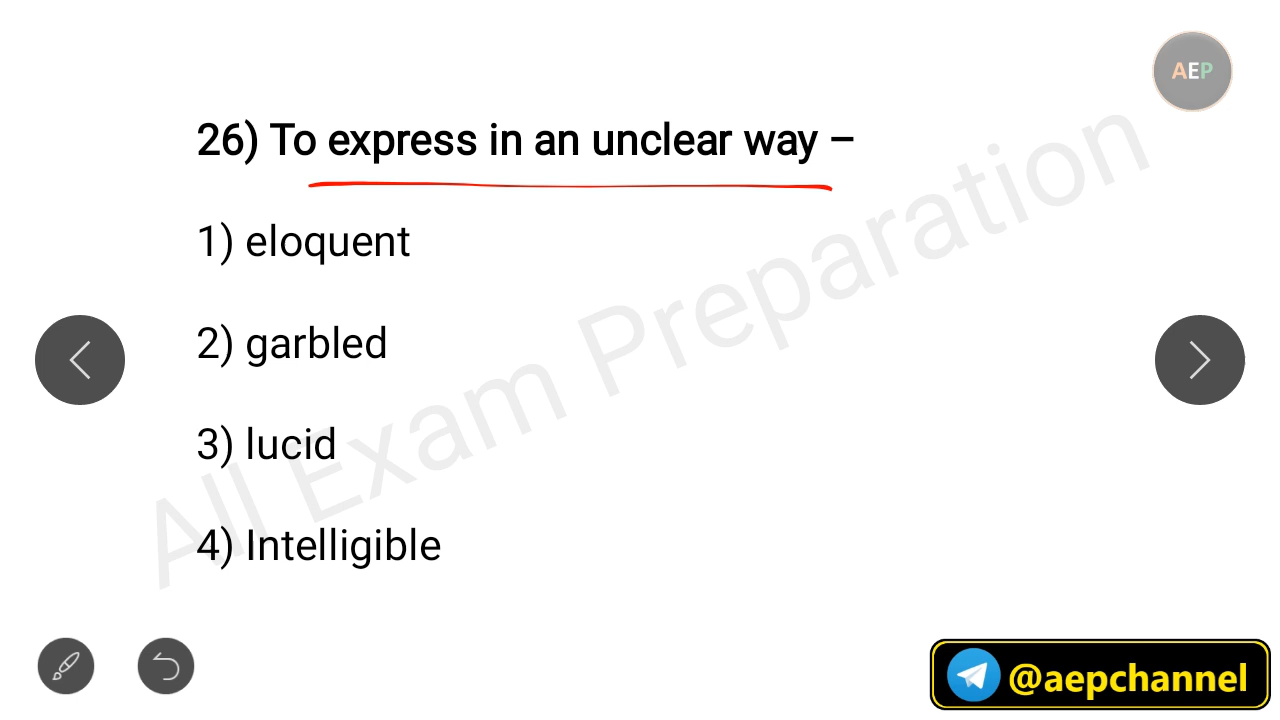 AEP
26) To express in an unclear way –
1) eloquent
2) garbled
3) lucid
4) Intelligible
All Exam Preparation
@aepchannel